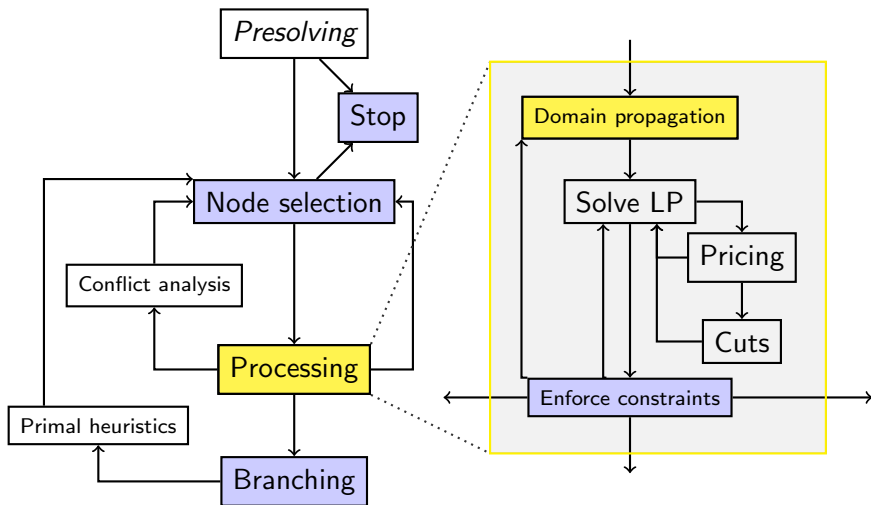 Presolving
Stop
Node selection
Conflict analysis
Processing
Primal heuristics
Branching
Domain propagation
Solve LP
Pricing
Cuts
Enforce constraints